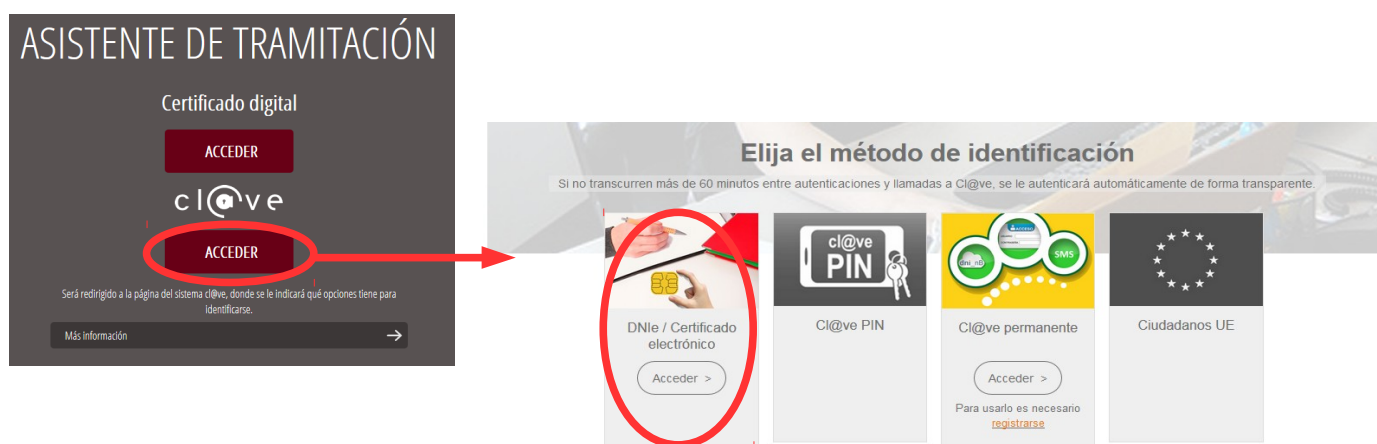 ASISTENTE DE TRAMITACIÓN
Certificado digital
ACCEDER
cl@ve
ACCEDER
Será redirigido a la página del sistema cl@ve, donde se le indicará qué opciones tiene para
identificarse.
Más información
Elija el método de identificación
Si no transcurren más de 60 minutos entre autenticaciones y llamadas a Cl@ve, se le autenticará automáticamente de forma transparente.
cl@ve
PIN
dni_nB
SMS
DNIe / Certificado
electrónico
Acceder >
Cl@ve PIN
Cl@ve permanente
Acceder >
Para usarlo es necesario
registrarse
Ciudadanos UE